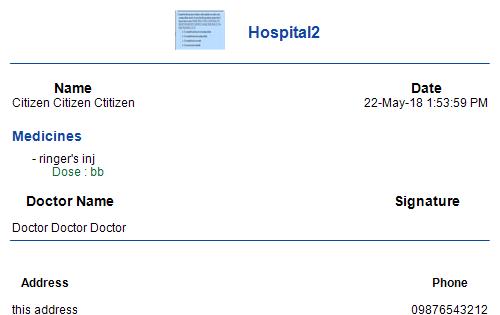 Hospital2
Name Date
Citizen Citizen Ctitizen 22-May-18 1:53:59 PM
Medicines
- ringer's inj
Dose : bb
Doctor Name Signature
Doctor Doctor Doctor
Address Phone
this address 09876543212